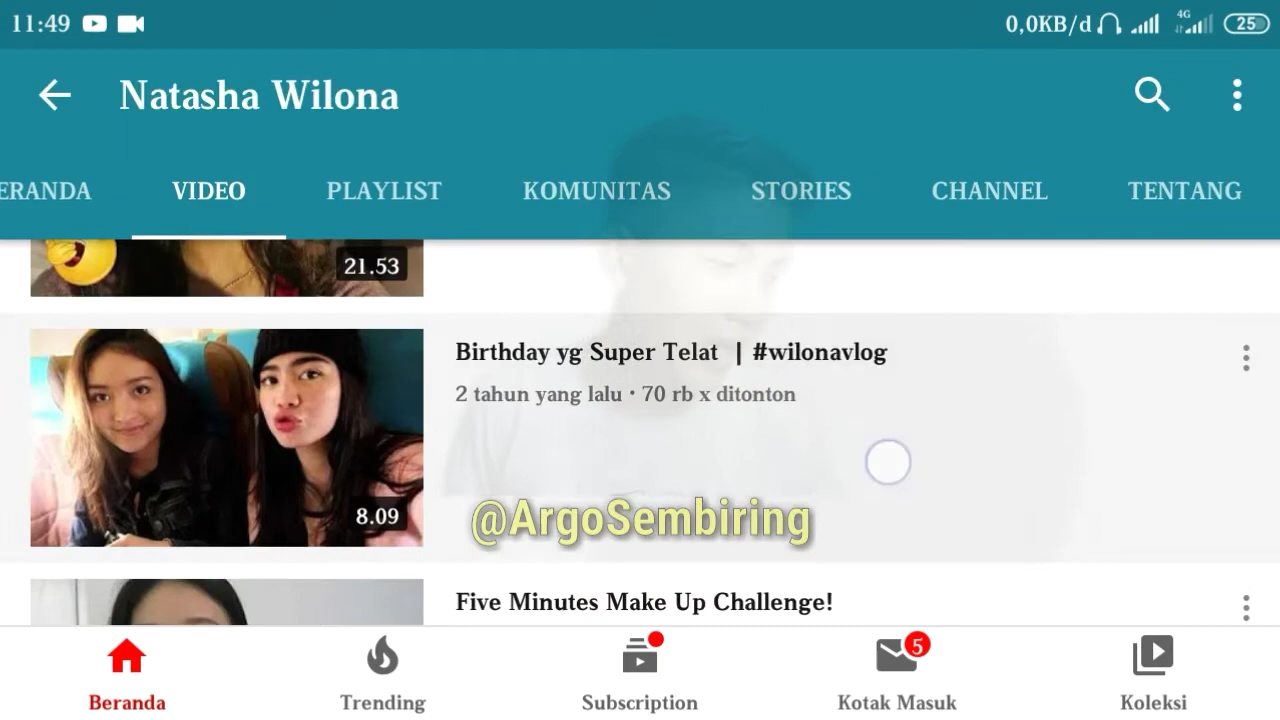 11:49
0,0KB/d
4G
25
Natasha Wilona
ERANDA VIDEO PLAYLIST KOMUNITAS STORIES CHANNEL TENTANG
21.53
Birthday yg Super Telat | #wilonavlog
2 tahun yang lalu • 70 rb x ditonton
8.09
@ArgoSembiring
Five Minutes Make Up Challenge!
5
Beranda Trending Subscription Kotak Masuk Koleksi